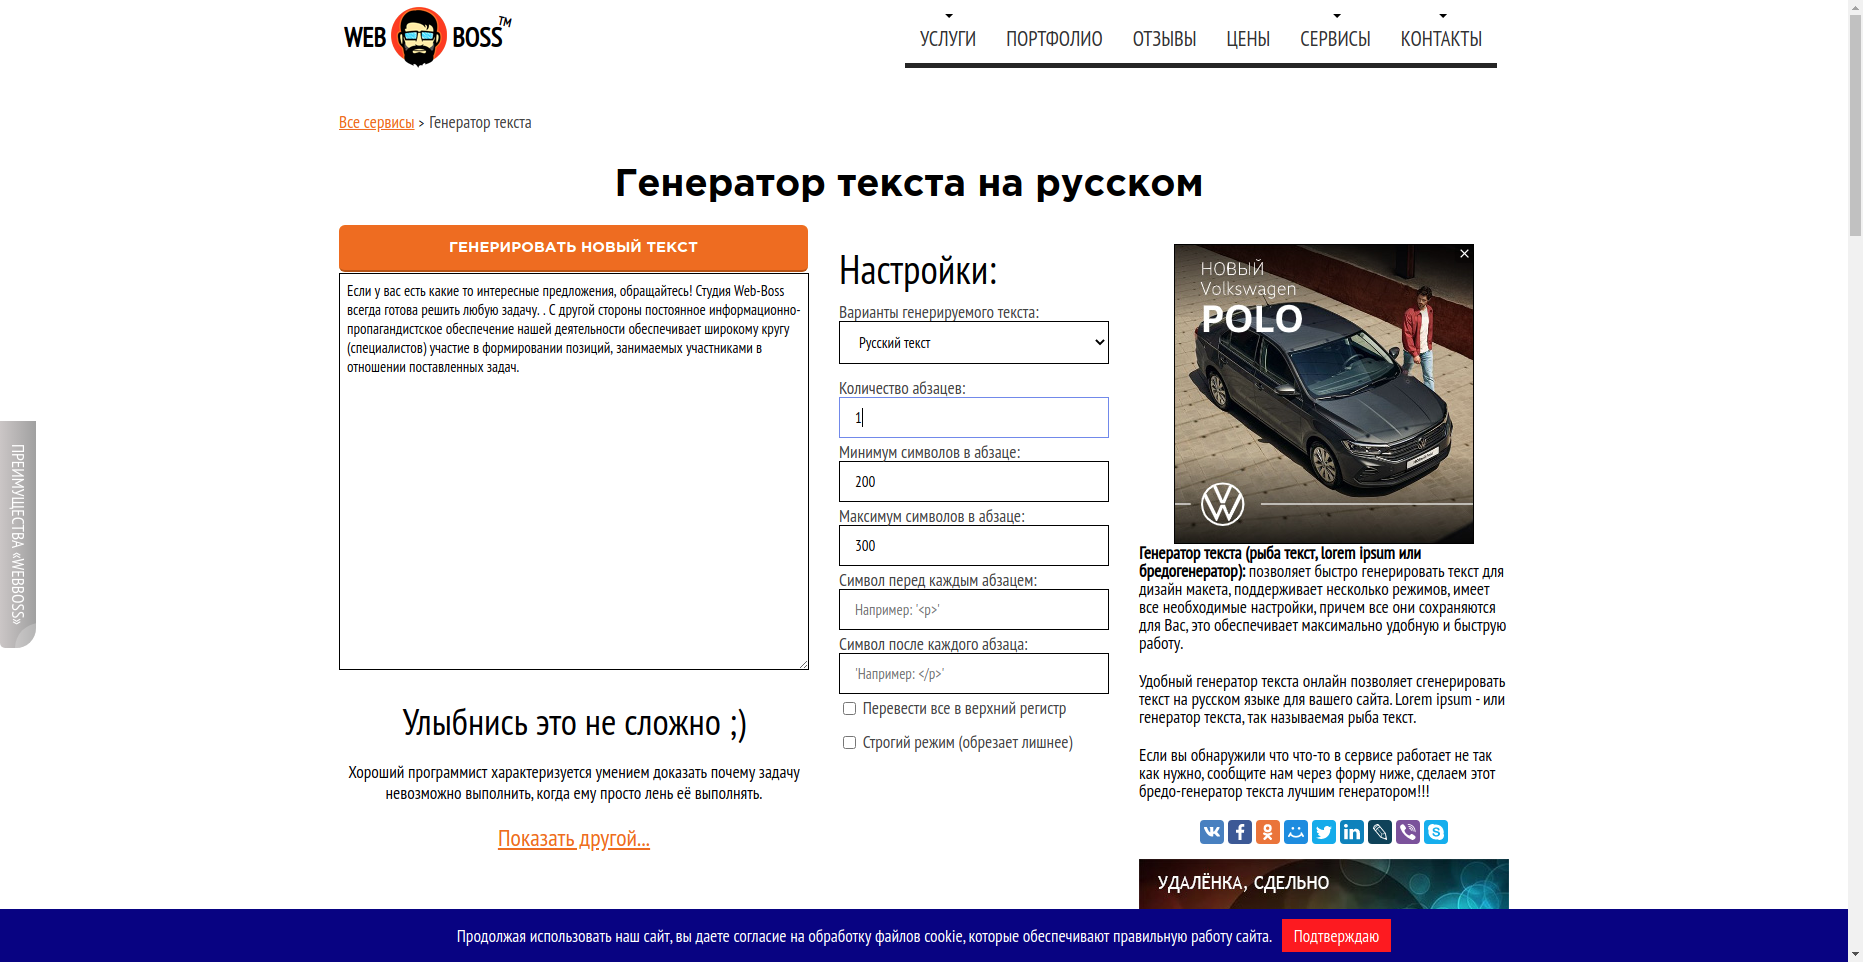 WEB BOSS™
УСЛУГИ ПОРТФОЛИО ОТЗЫВЫ ЦЕНЫ СЕРВИСЫ КОНТАКТЫ
Все сервисы > Генератор текста
Генератор текста на русском
ГЕНЕРИРОВАТЬ НОВЫЙ ТЕКСТ
Если у вас есть какие то интересные предложения, обращайтесь! Студия Web-Boss
всегда готова решить любую задачу. . С другой стороны постоянное информационно-
пропагандистское обеспечение нашей деятельности обеспечивает широкому кругу
(специалистов) участие в формировании позиций, занимаемых участниками в
отношении поставленных задач.
Улыбнись это не сложно ;)
Хороший программист характеризуется умением доказать почему задачу
невозможно выполнить, когда ему просто лень её выполнять.
Показать другой...
Настройки:
Варианты генерируемого текста:
Русский текст
Количество абзацев:
1
Минимум символов в абзаце:
200
Максимум символов в абзаце:
300
Символ перед каждым абзацем:
Например: '<p>'
Символ после каждого абзаца:
'Например: </p>'
Перевести все в верхний регистр
Строгий режим (обрезает лишнее)
НОВЫЙ
Volkswagen
POLO
Генератор текста (рыба текст, lorem ipsum или
бредогенератор): позволяет быстро генерировать текст для
дизайн макета, поддерживает несколько режимов, имеет
все необходимые настройки, причем все они сохраняются
для Вас, это обеспечивает максимально удобную и быструю
работу.
Удобный генератор текста онлайн позволяет сгенерировать
текст на русском языке для вашего сайта. Lorem ipsum - или
генератор текста, так называемая рыба текст.
Если вы обнаружили что что-то в сервисе работает не так
как нужно, сообщите нам через форму ниже, сделаем этот
бредо-генератор текста лучшим генератором!!!
УДАЛЁНКА, СДЕЛЬНО
ПРЕИМУЩЕСТВА «WEBBOSS»
Продолжая использовать наш сайт, вы даете согласие на обработку файлов cookie, которые обеспечивают правильную работу сайта. Подтверждаю